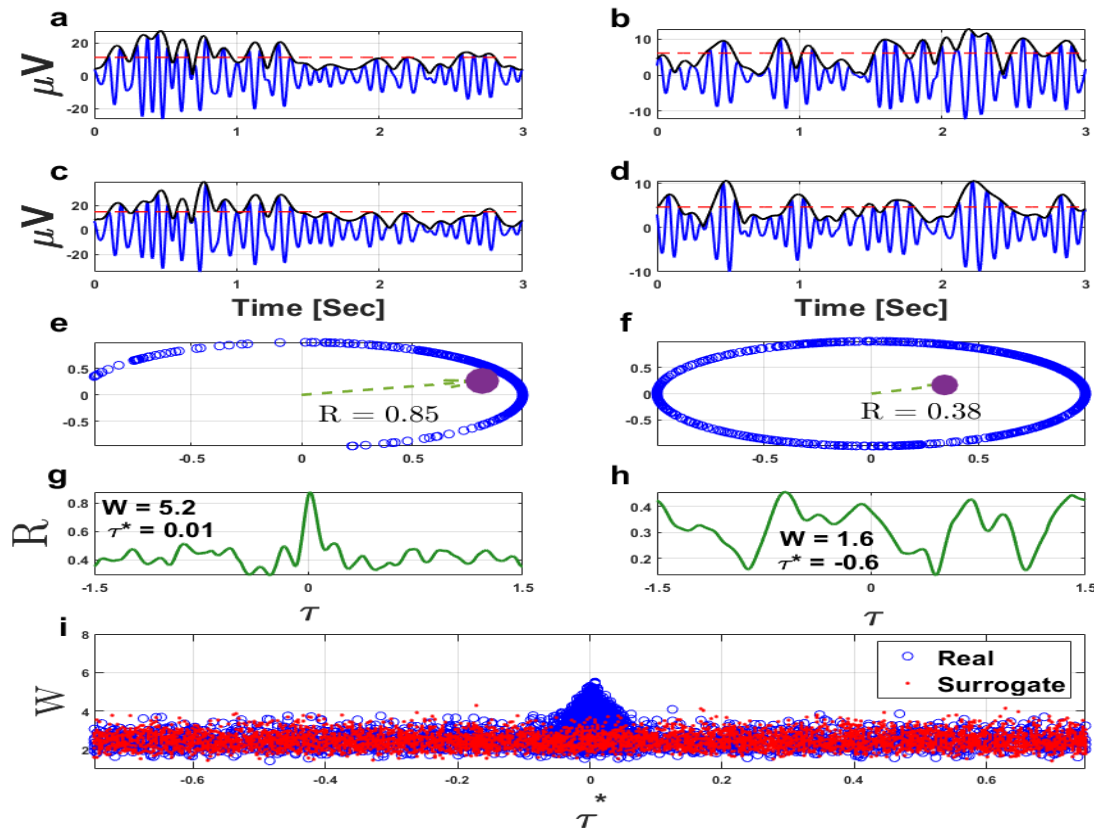 a
b
20
0
-20
10
0
-10
μV
0
1
2
3
0
1
2
3
c
d
20
0
-20
10
0
-10
μV
0
1
2
3
0
1
2
3
Time [Sec]
Time [Sec]
e
f
0.5
0
-0.5
R = 0.85
-0.5
0
0.5
0.5
0
-0.5
R = 0.38
-0.5
0
0.5
g
h
R
0.8
0.6
0.4
W = 5.2
τ* = 0.01
-1.5
0
1.5
τ
0.4
0.3
0.2
W = 1.6
τ* = -0.6
-1.5
0
1.5
τ
i
W
8
6
4
2
Real
Surrogate
-0.6
-0.4
-0.2
0
0.2
0.4
0.6
τ*